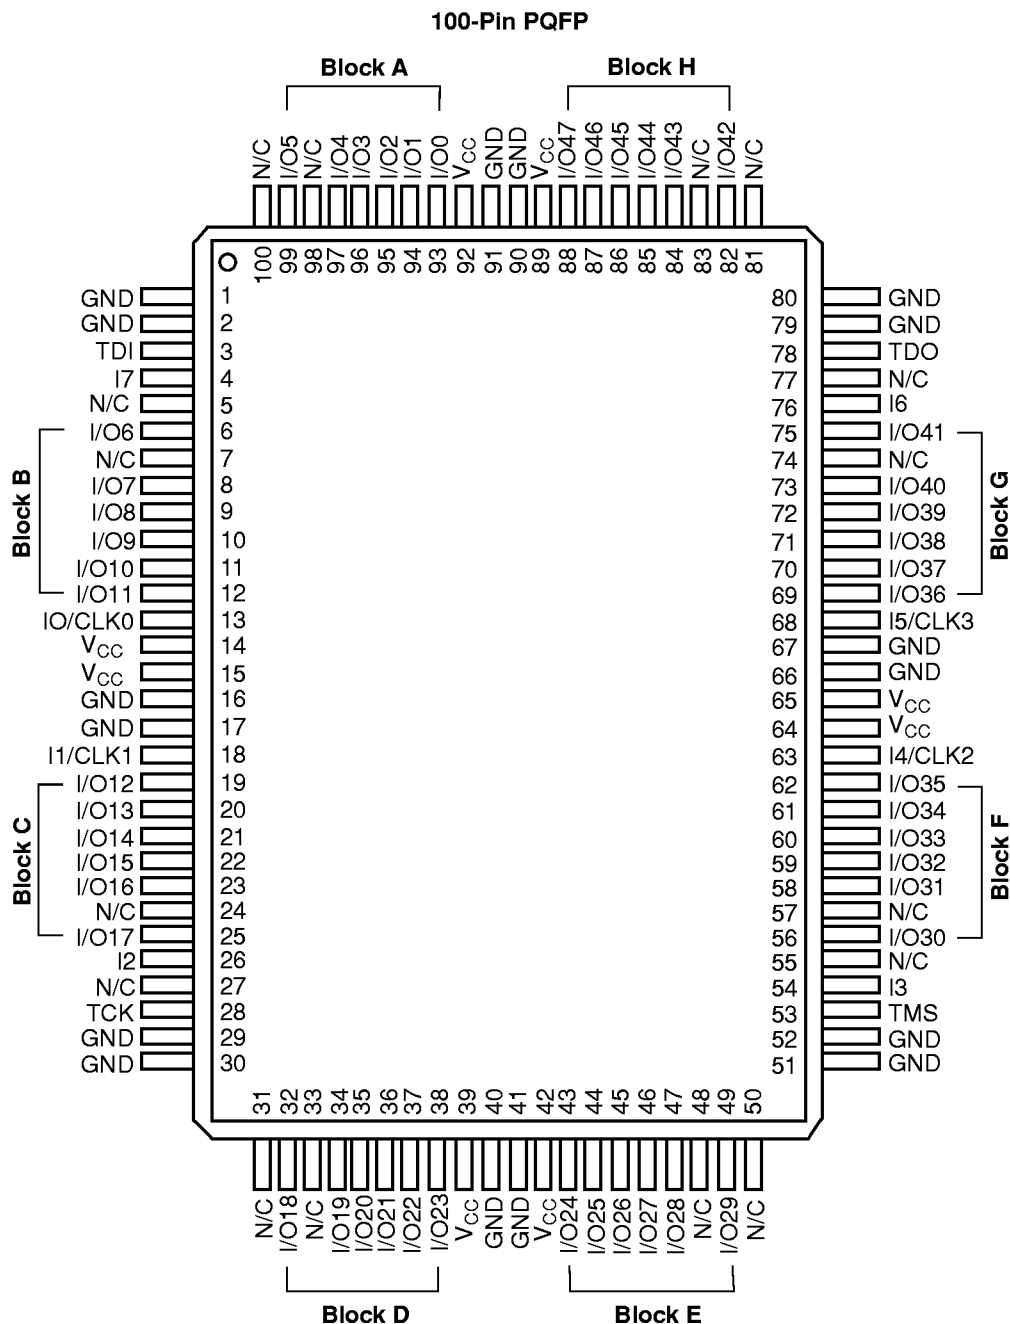 100-Pin PQFP
Block A
Block H
N/C I/O5 N/C I/O4 I/O3 I/O2 I/O1 I/O0 VCC GND GND VCC I/O47 I/O46 I/O45 I/O44 I/O43 N/C I/O42 N/C
100 99 98 97 96 95 94 93 92 91 90 89 88 87 86 85 84 83 82 81
GND 1 80 GND
GND 2 79 GND
TDI 3 78 TDO
I7 4 77 N/C
N/C 5 76 I6
I/O6 6 75 I/O41
N/C 7 74 N/C
I/O7 8 73 I/O40
I/O8 9 72 I/O39
I/O9 10 71 I/O38
I/O10 11 70 I/O37
I/O11 12 69 I/O36
Block B
Block G
IO/CLK0 13 68 I5/CLK3
VCC 14 67 GND
VCC 15 66 GND
GND 16 65 VCC
GND 17 64 VCC
I1/CLK1 18 63 I4/CLK2
I/O12 19 62 I/O35
I/O13 20 61 I/O34
I/O14 21 60 I/O33
I/O15 22 59 I/O32
I/O16 23 58 I/O31
N/C 24 57 N/C
I/O17 25 56 I/O30
Block C
Block F
I2 26 55 N/C
N/C 27 54 I3
TCK 28 53 TMS
GND 29 52 GND
GND 30 51 GND
31 32 33 34 35 36 37 38 39 40 41 42 43 44 45 46 47 48 49 50
N/C I/O18 N/C I/O19 I/O20 I/O21 I/O22 I/O23 VCC GND GND VCC I/O24 I/O25 I/O26 I/O27 I/O28 N/C I/O29 N/C
Block D
Block E